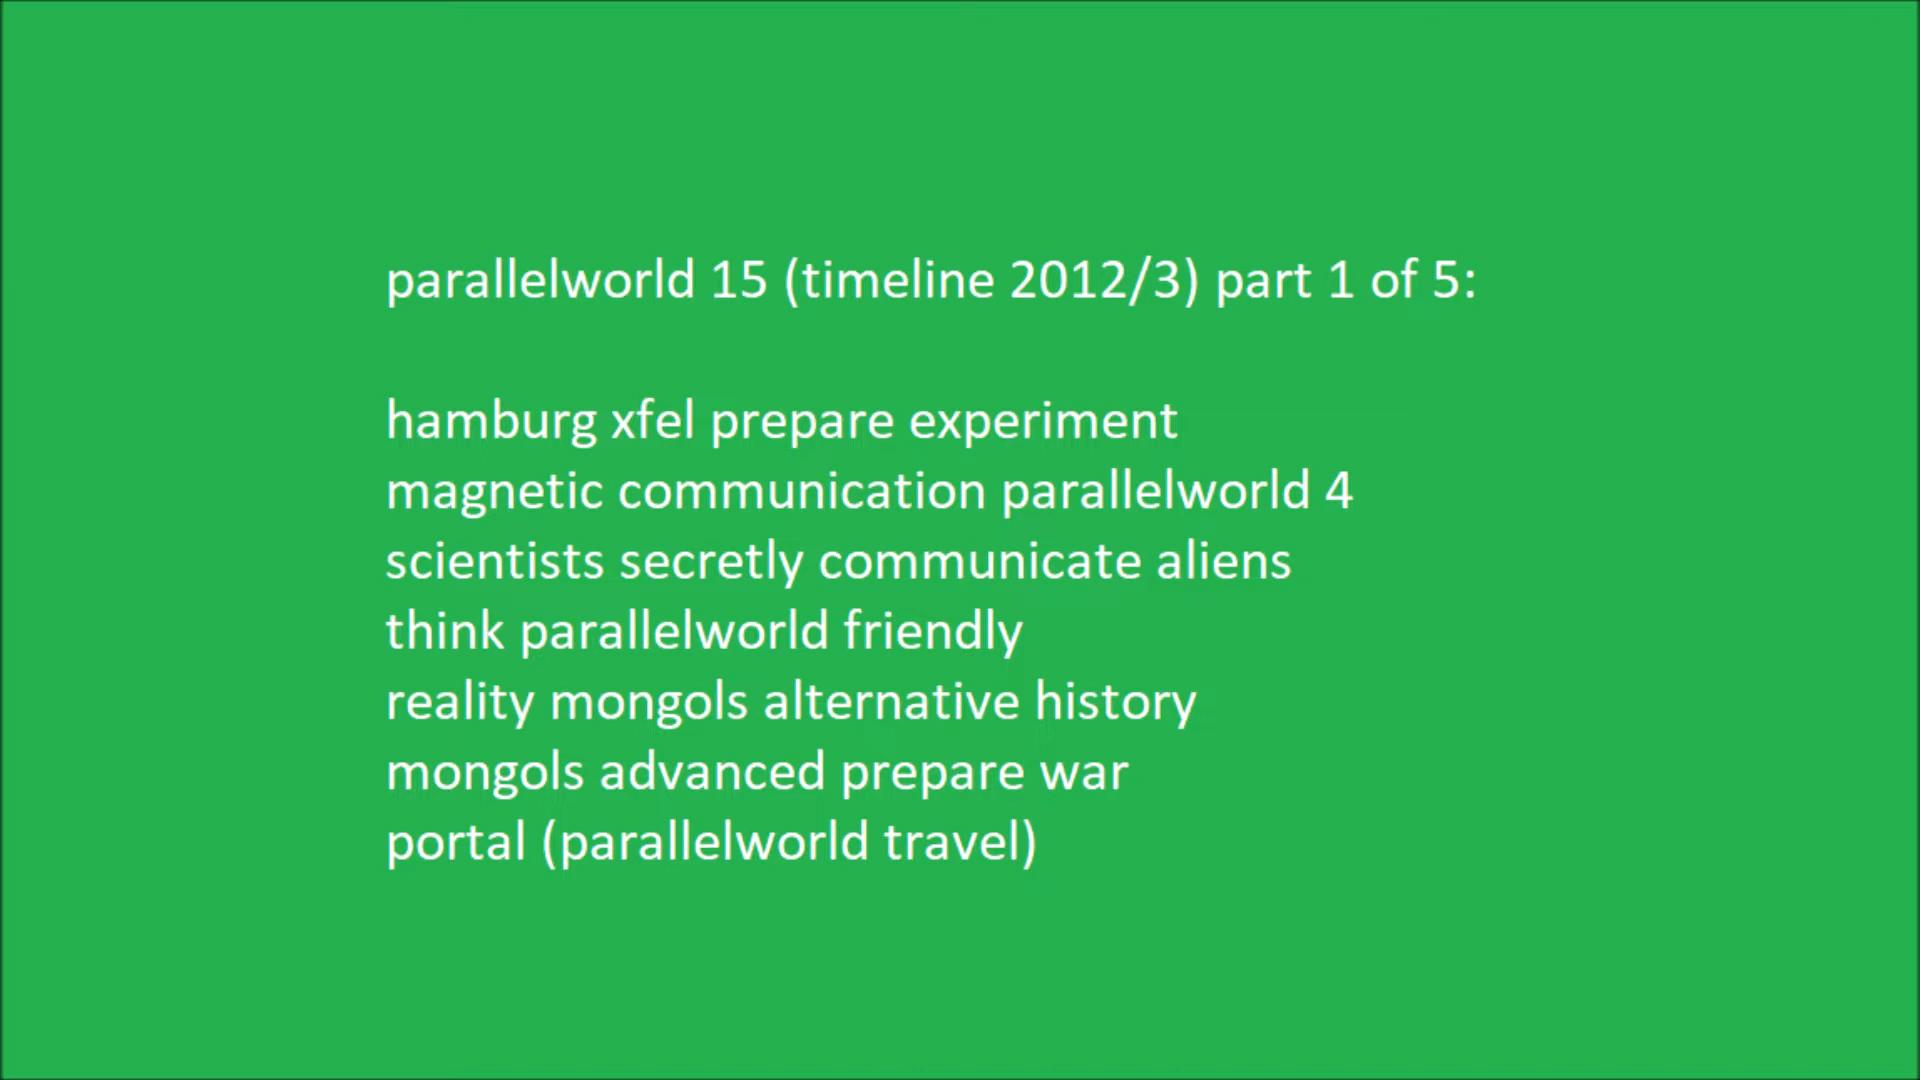 parallelworld 15 (timeline 2012/3) part 1 of 5:
hamburg xfel prepare experiment
magnetic communication parallelworld 4
scientists secretly communicate aliens
think parallelworld friendly
reality mongols alternative history
mongols advanced prepare war
portal (parallelworld travel)